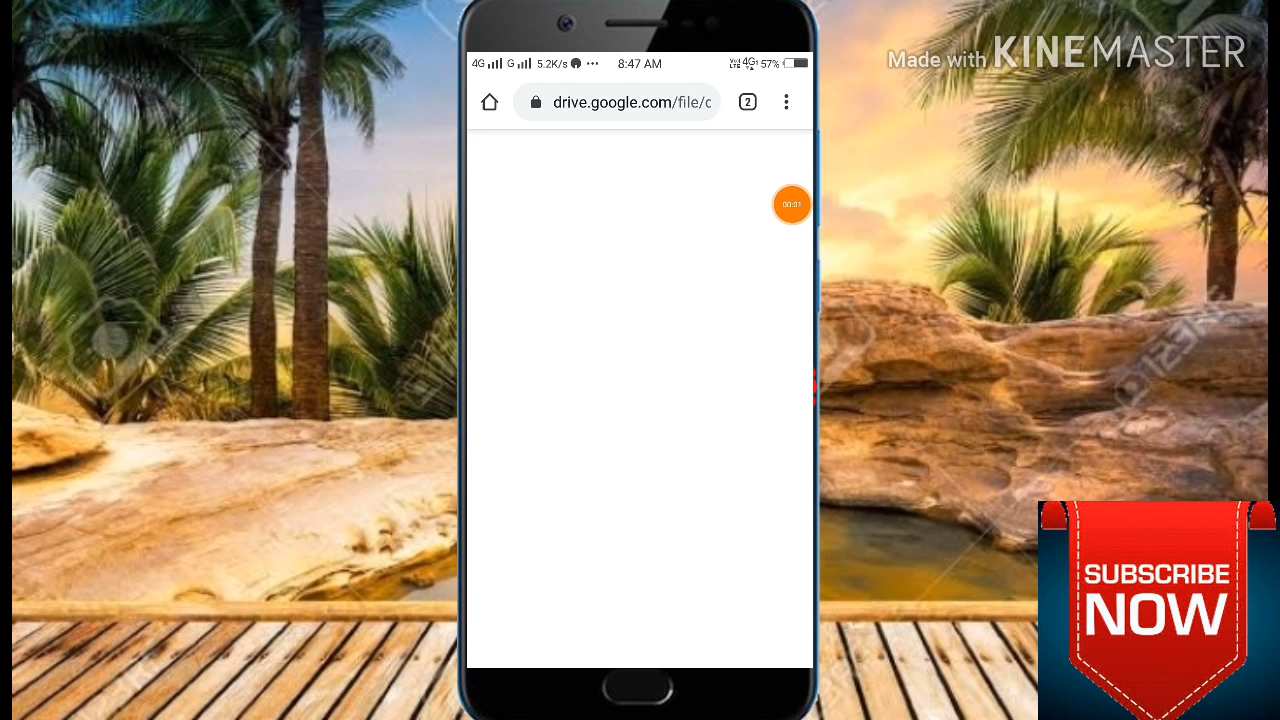 Made with KINEMASTER
4G G 5.2K/s ... 8:47 AM 4G 57%
drive.google.com/file/c 2
00:01
SUBSCRIBE
NOW